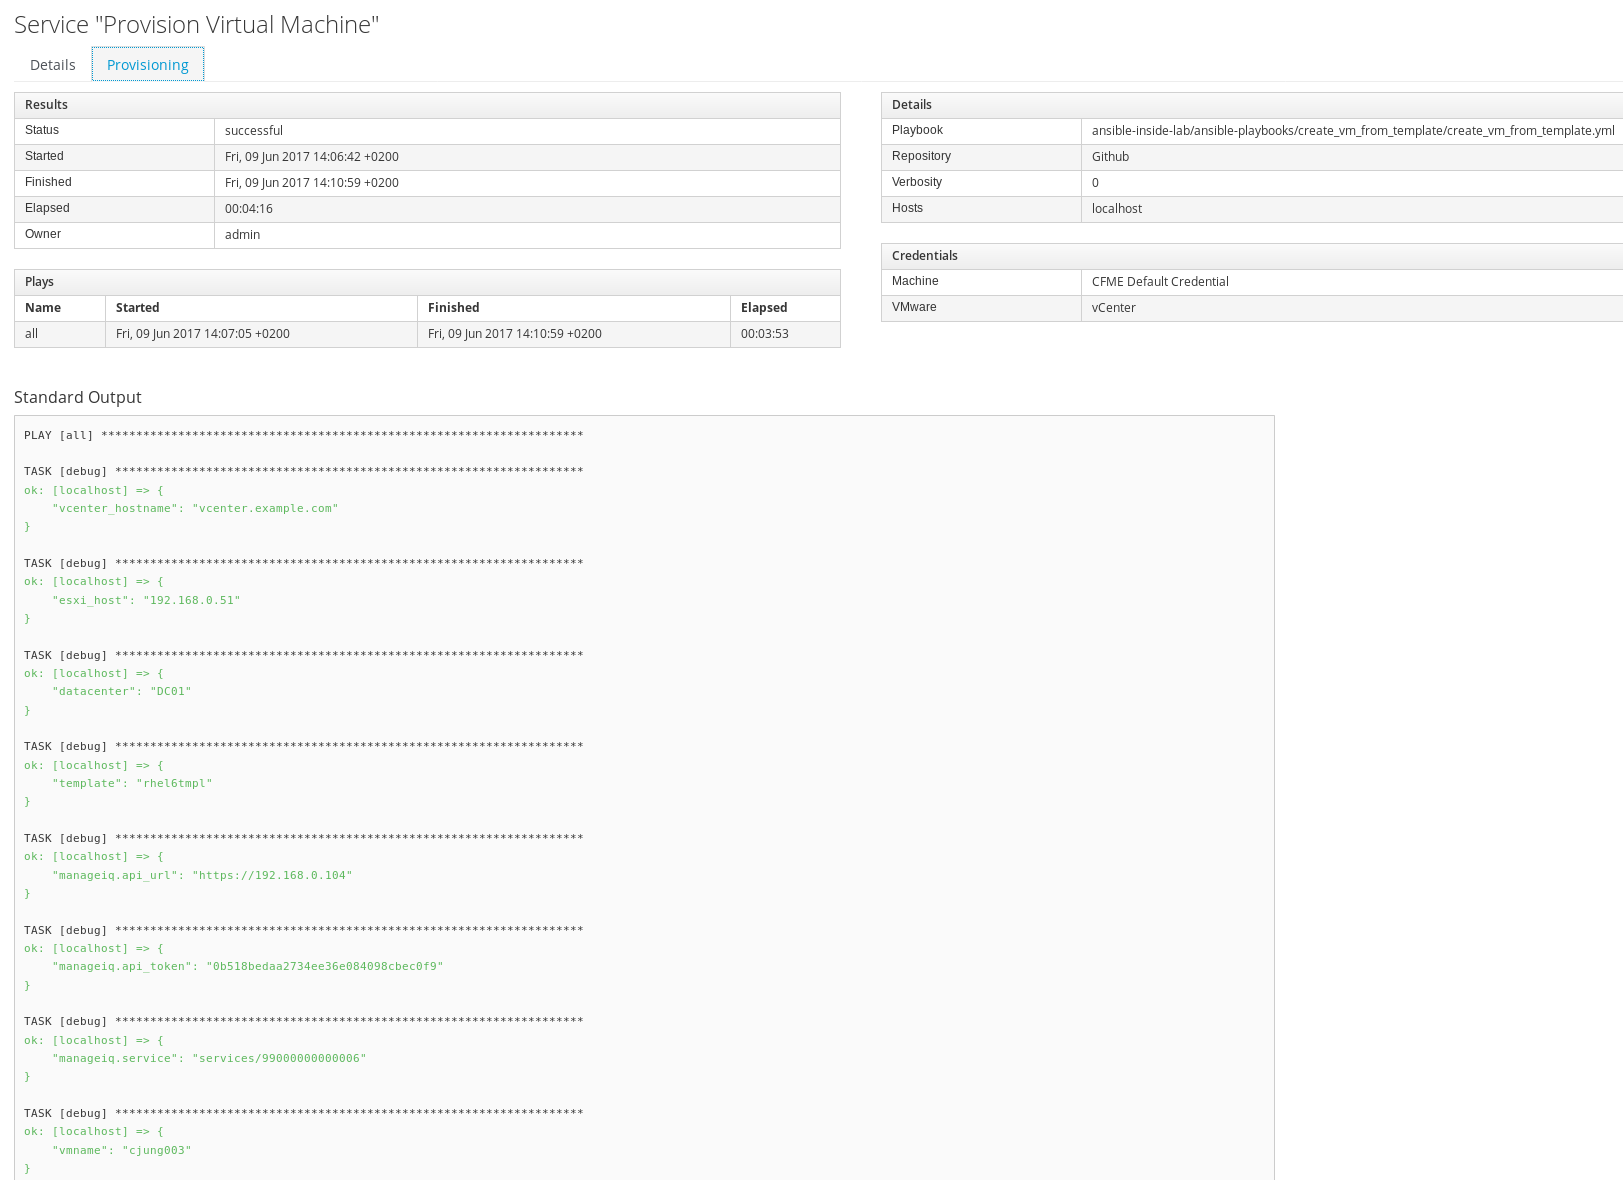 Service "Provision Virtual Machine"
Details Provisioning
Results
Status successful
Started Fri, 09 Jun 2017 14:06:42 +0200
Finished Fri, 09 Jun 2017 14:10:59 +0200
Elapsed 00:04:16
Owner admin
Plays
Name Started Finished Elapsed
all Fri, 09 Jun 2017 14:07:05 +0200 Fri, 09 Jun 2017 14:10:59 +0200 00:03:53
Details
Playbook ansible-inside-lab/ansible-playbooks/create_vm_from_template/create_vm_from_template.yml
Repository Github
Verbosity 0
Hosts localhost
Credentials
Machine CFME Default Credential
VMware vCenter
Standard Output
PLAY [all] *********************************************************************
TASK [debug] *******************************************************************
ok: [localhost] => {
    "vcenter_hostname": "vcenter.example.com"
}
TASK [debug] *******************************************************************
ok: [localhost] => {
    "esxi_host": "192.168.0.51"
}
TASK [debug] *******************************************************************
ok: [localhost] => {
    "datacenter": "DC01"
}
TASK [debug] *******************************************************************
ok: [localhost] => {
    "template": "rhel6tmpl"
}
TASK [debug] *******************************************************************
ok: [localhost] => {
    "manageiq.api_url": "https://192.168.0.104"
}
TASK [debug] *******************************************************************
ok: [localhost] => {
    "manageiq.api_token": "0b518bedaa2734ee36e084098cbec0f9"
}
TASK [debug] *******************************************************************
ok: [localhost] => {
    "manageiq.service": "services/99000000000006"
}
TASK [debug] *******************************************************************
ok: [localhost] => {
    "vmname": "cjung003"
}